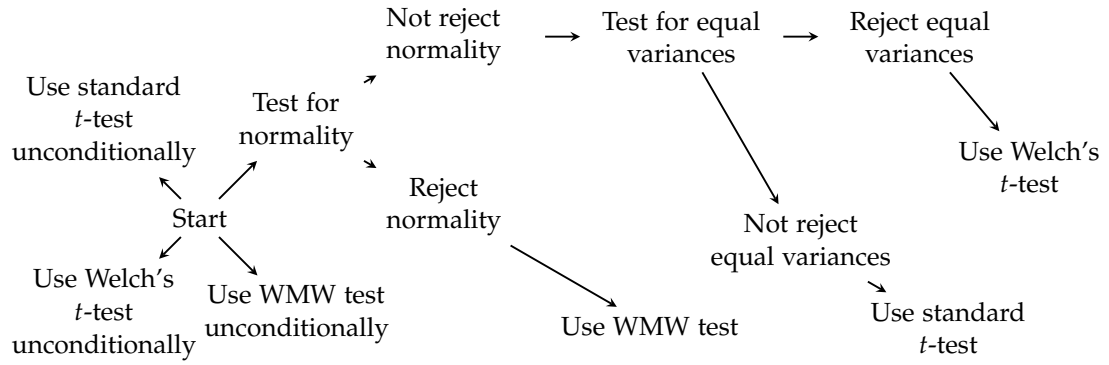 Not reject
normality
Test for equal
variances
Reject equal
variances
Use standard
t-test
unconditionally
Test for
normality
Use Welch's
t-test
Reject
normality
Start
Not reject
equal variances
Use Welch's
t-test
unconditionally
Use WMW test
unconditionally
Use WMW test
Use standard
t-test